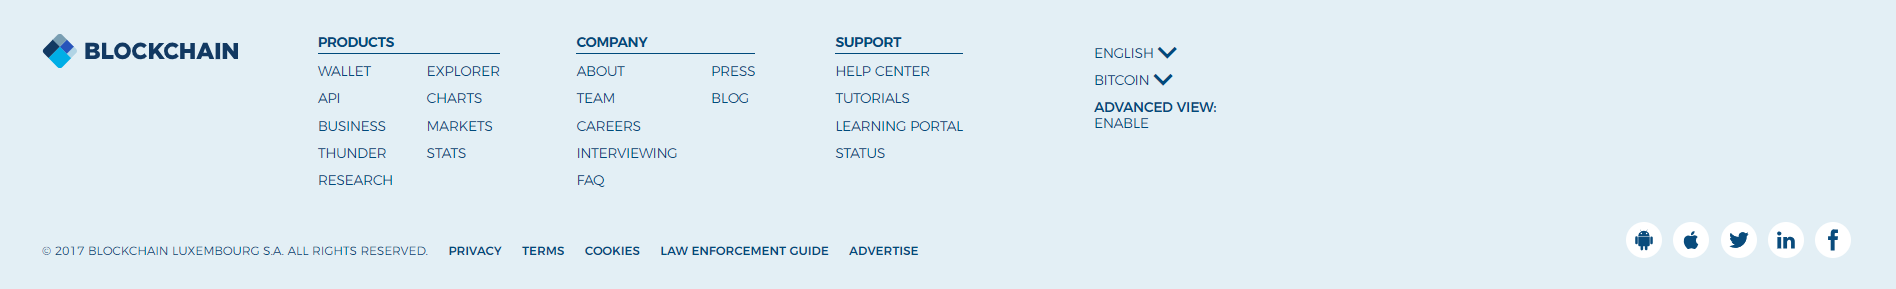 BLOCKCHAIN
PRODUCTS
WALLET
API
BUSINESS
THUNDER
RESEARCH
EXPLORER
CHARTS
MARKETS
STATS
COMPANY
ABOUT
TEAM
CAREERS
INTERVIEWING
FAQ
PRESS
BLOG
SUPPORT
HELP CENTER
TUTORIALS
LEARNING PORTAL
STATUS
ENGLISH
BITCOIN
ADVANCED VIEW:
ENABLE
© 2017 BLOCKCHAIN LUXEMBOURG S.A. ALL RIGHTS RESERVED. PRIVACY TERMS COOKIES LAW ENFORCEMENT GUIDE ADVERTISE